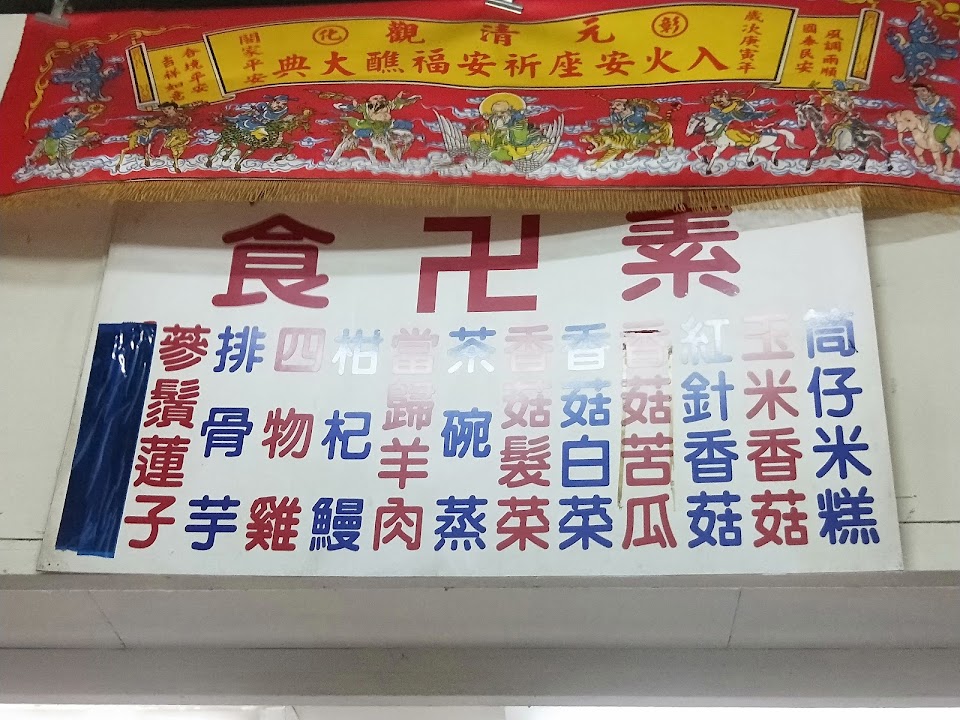 彰
化
元清觀
入火安座祈安福醮大典
歲次庚寅年
風調雨順
國泰民安
闔家平安
合境平安
吉祥如意
素卍食
筒仔米糕
玉米香菇
紅針香菇
香菇苦瓜
香菇白菜
香菇髮菜
茶碗蒸
當歸羊肉
柑杞鰻
四物雞
排骨芋
蔘鬚蓮子